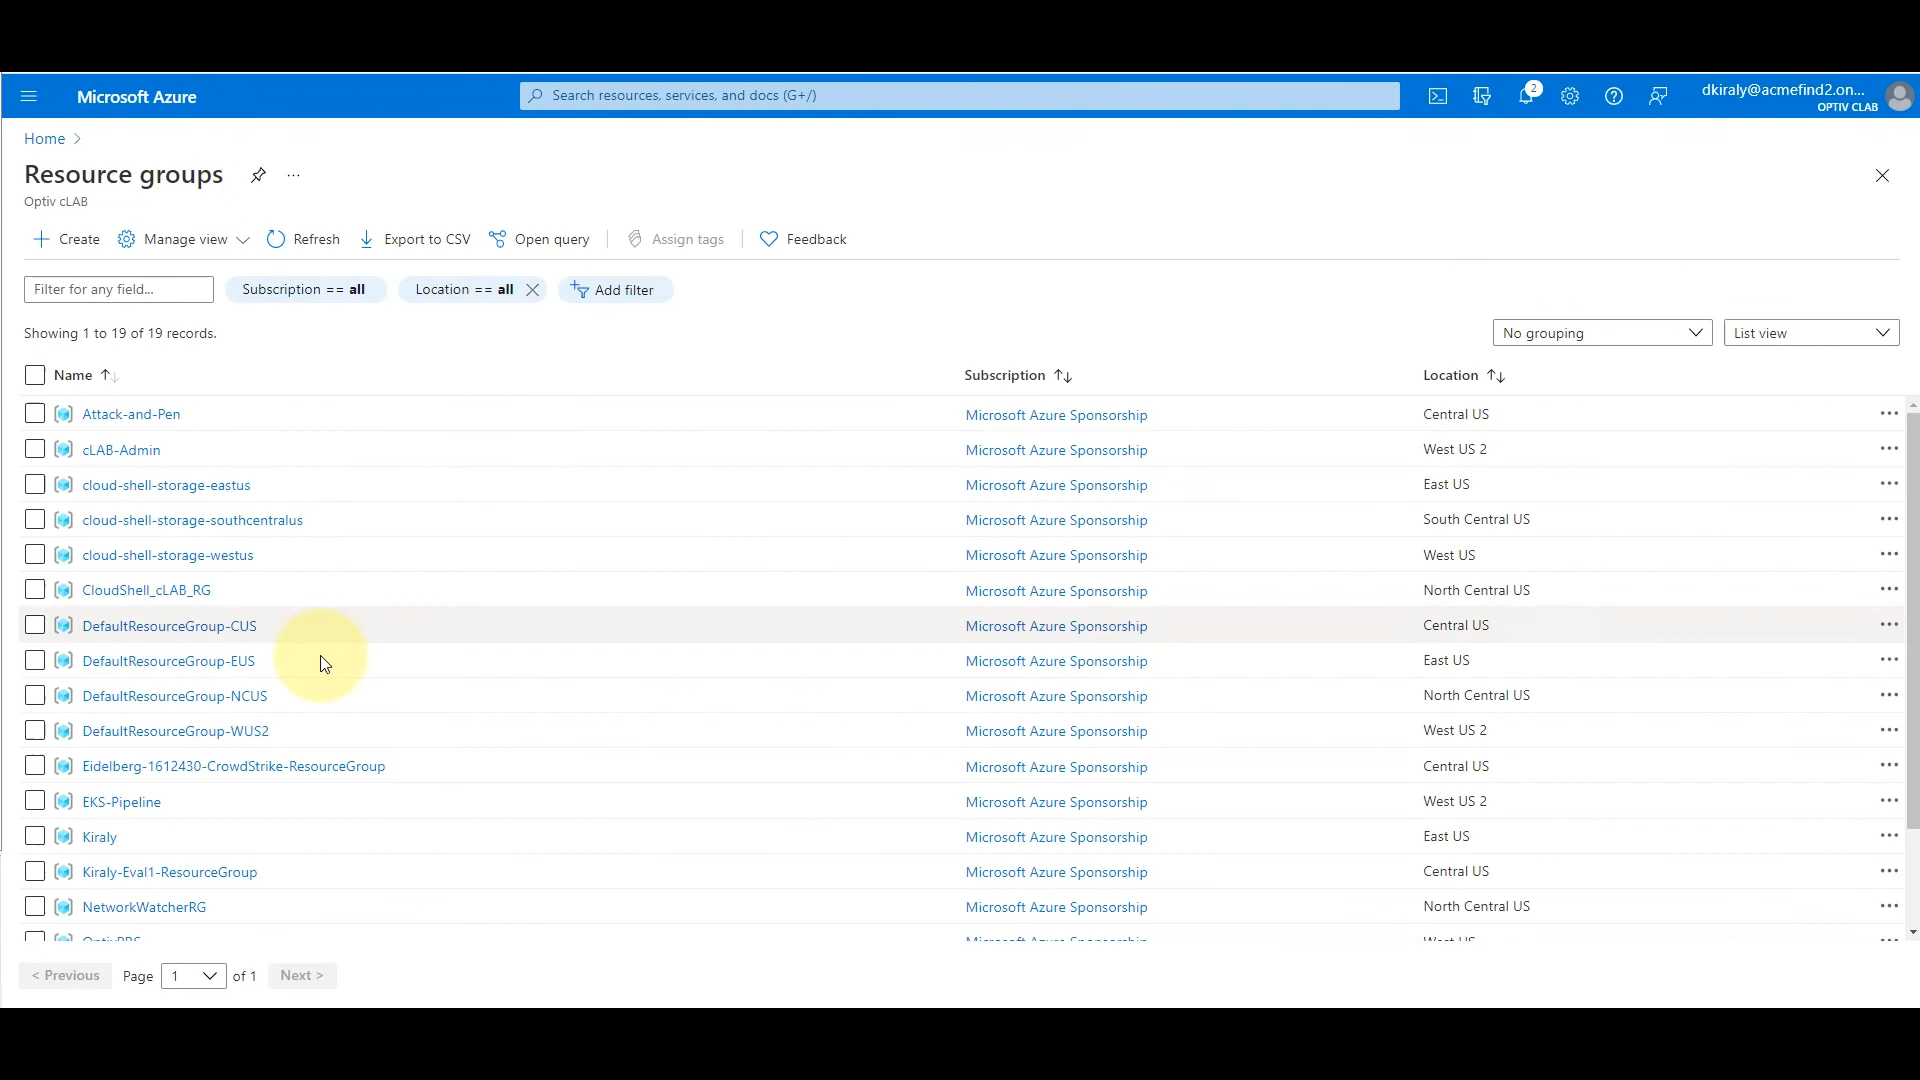 Microsoft Azure
Search resources, services, and docs (G+/)
2
dkiraly@acmefind2.on...
OPTIV CLAB
Home >
Resource groups
Optiv cLAB
Create
Manage view
Refresh
Export to CSV
Open query
Assign tags
Feedback
Filter for any field...
Subscription == all
Location == all
Add filter
Showing 1 to 19 of 19 records.
No grouping
List view
Name Subscription Location
Attack-and-Pen Microsoft Azure Sponsorship Central US
cLAB-Admin Microsoft Azure Sponsorship West US 2
cloud-shell-storage-eastus Microsoft Azure Sponsorship East US
cloud-shell-storage-southcentralus Microsoft Azure Sponsorship South Central US
cloud-shell-storage-westus Microsoft Azure Sponsorship West US
CloudShell_cLAB_RG Microsoft Azure Sponsorship North Central US
DefaultResourceGroup-CUS Microsoft Azure Sponsorship Central US
DefaultResourceGroup-EUS Microsoft Azure Sponsorship East US
DefaultResourceGroup-NCUS Microsoft Azure Sponsorship North Central US
DefaultResourceGroup-WUS2 Microsoft Azure Sponsorship West US 2
Eidelberg-1612430-CrowdStrike-ResourceGroup Microsoft Azure Sponsorship Central US
EKS-Pipeline Microsoft Azure Sponsorship West US 2
Kiraly Microsoft Azure Sponsorship East US
Kiraly-Eval1-ResourceGroup Microsoft Azure Sponsorship Central US
NetworkWatcherRG Microsoft Azure Sponsorship North Central US
Microsoft Azure Sponsorship West US
< Previous Page 1 of 1 Next >